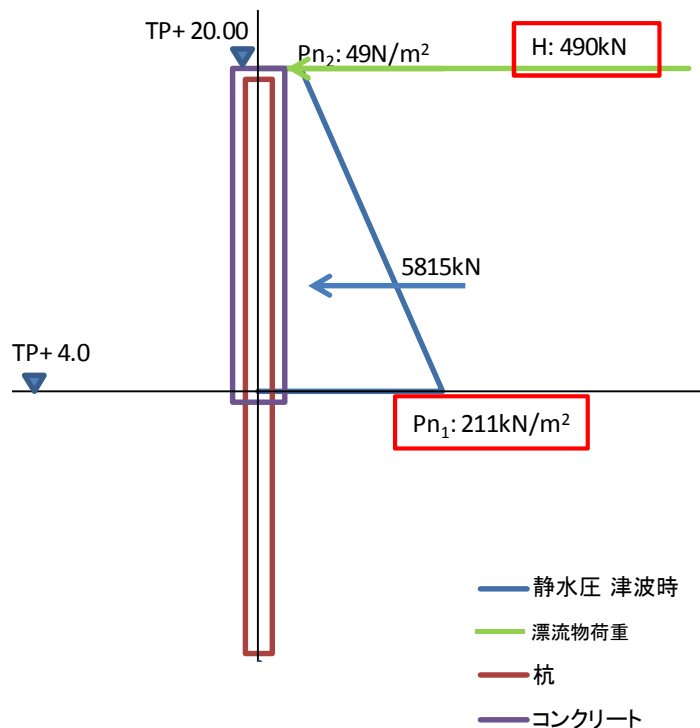 TP+ 20.00
Pn₂: 49N/m²
H: 490kN
5815kN
TP+ 4.0
Pn₁: 211kN/m²
静水圧 津波時
漂流物荷重
杭
コンクリート